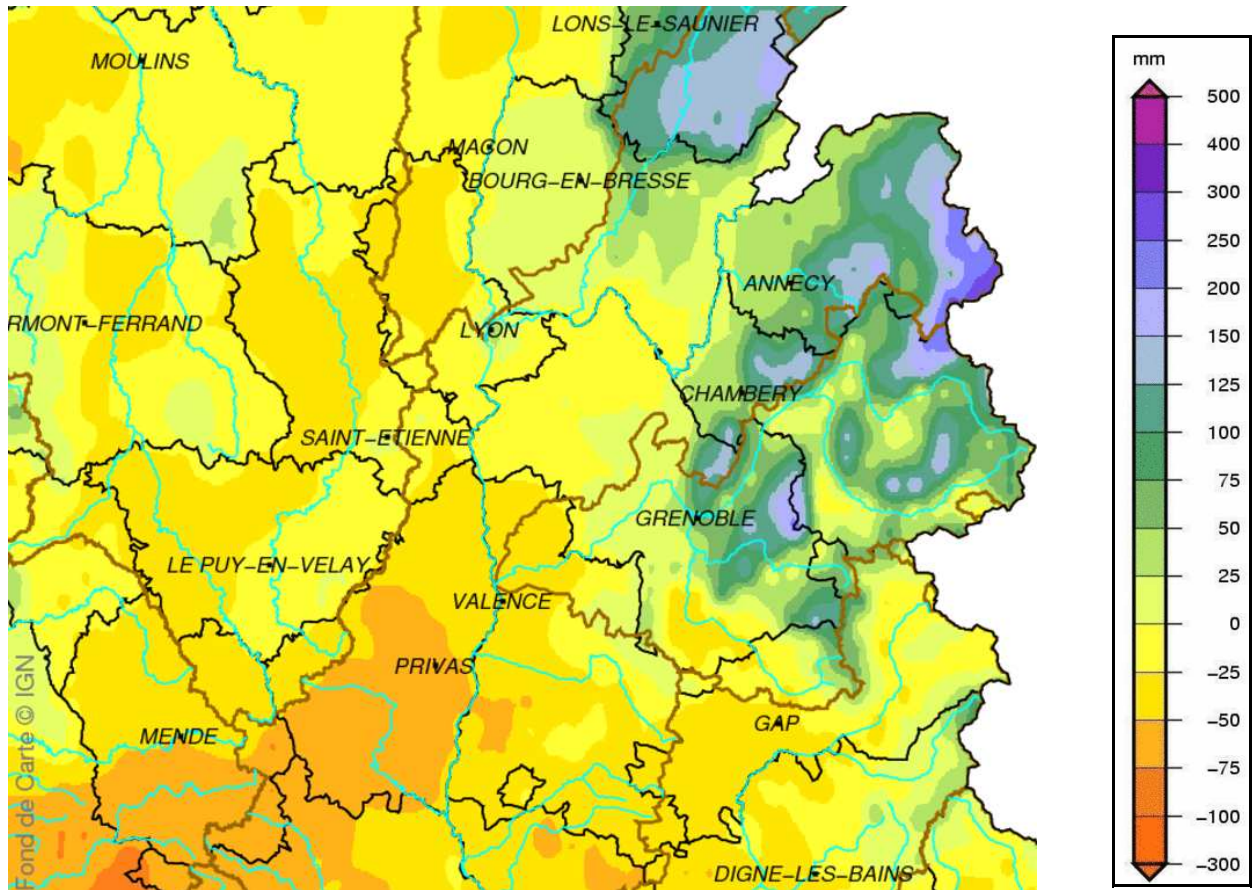 LONS-LE-SAUNIER
MOULINS
MACON
BOURG-EN-BRESSE
ANNECY
RMONT-FERRAND
LYON
CHAMBERY
SAINT-ETIENNE
GRENOBLE
LE PUY-EN-VELAY
VALENCE
PRIVAS
GAP
MENDE
DIGNE-LES-BAINS
Fond de Carte © IGN
mm
500
400
300
250
200
150
125
100
75
50
25
0
-25
-50
-75
-100
-300